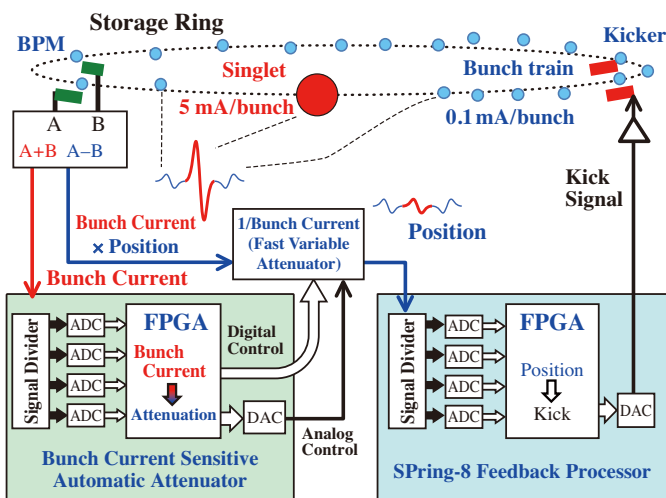 Storage Ring
BPM
Kicker
Singlet
Bunch train
5 mA/bunch
0.1 mA/bunch
A B
A+B A−B
Kick
Signal
Bunch Current
× Position
1/Bunch Current
(Fast Variable
Attenuator)
Position
Bunch Current
Signal Divider
ADC
ADC
ADC
ADC
FPGA
Bunch
Current
Attenuation
Digital
Control
DAC
Analog
Control
Bunch Current Sensitive
Automatic Attenuator
Signal Divider
ADC
ADC
ADC
ADC
FPGA
Position
Kick
DAC
SPring-8 Feedback Processor